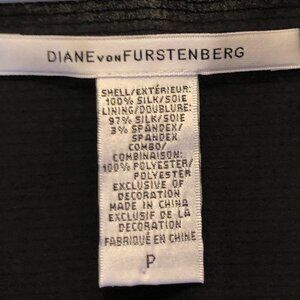 DIANE VON FURSTENBERG
SHELL/EXTÉRIEUR:
100% SILK/SOIE
LINING/DOUBLURE:
97% SILK/SOIE
3% SPANDEX/
SPANDEX
COMBO/
COMBINAISON:
100% POLYESTER/
POLYESTER
EXCLUSIVE OF
DECORATION
MADE IN CHINA
EXCLUSIF DE LA
DECORATION
FABRIQUÉ EN CHINE
P